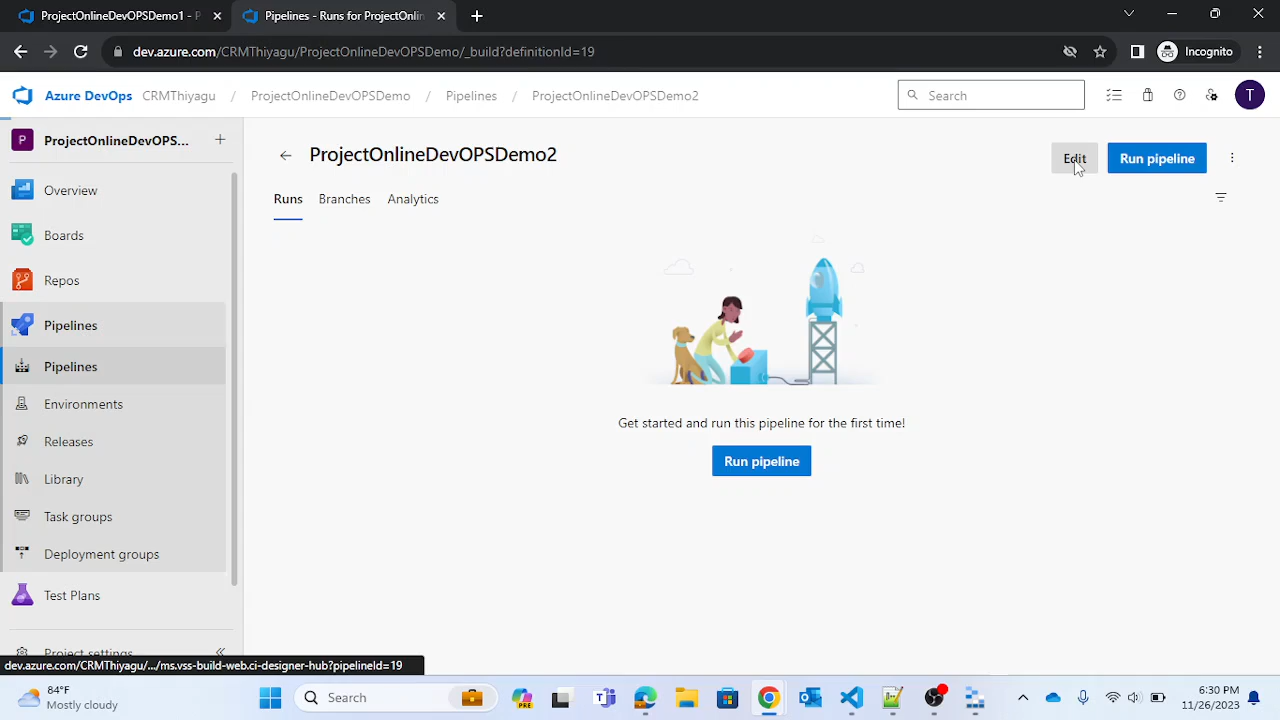 ProjectOnlineDevOPSDemo1 - P
Pipelines - Runs for ProjectOnlin
dev.azure.com/CRMThiyagu/ProjectOnlineDevOPSDemo/_build?definitionId=19
Incognito
Azure DevOps CRMThiyagu / ProjectOnlineDevOPSDemo / Pipelines / ProjectOnlineDevOPSDemo2
Search
T
P ProjectOnlineDevOPS...
ProjectOnlineDevOPSDemo2
Edit
Run pipeline
Runs Branches Analytics
Overview
Boards
Repos
Pipelines
Pipelines
Environments
Releases
Library
Task groups
Deployment groups
Test Plans
Project settings
Get started and run this pipeline for the first time!
Run pipeline
dev.azure.com/CRMThiyagu/.../ms.vss-build-web.ci-designer-hub?pipelineId=19
84°F
Mostly cloudy
Search
6:30 PM
11/26/2023